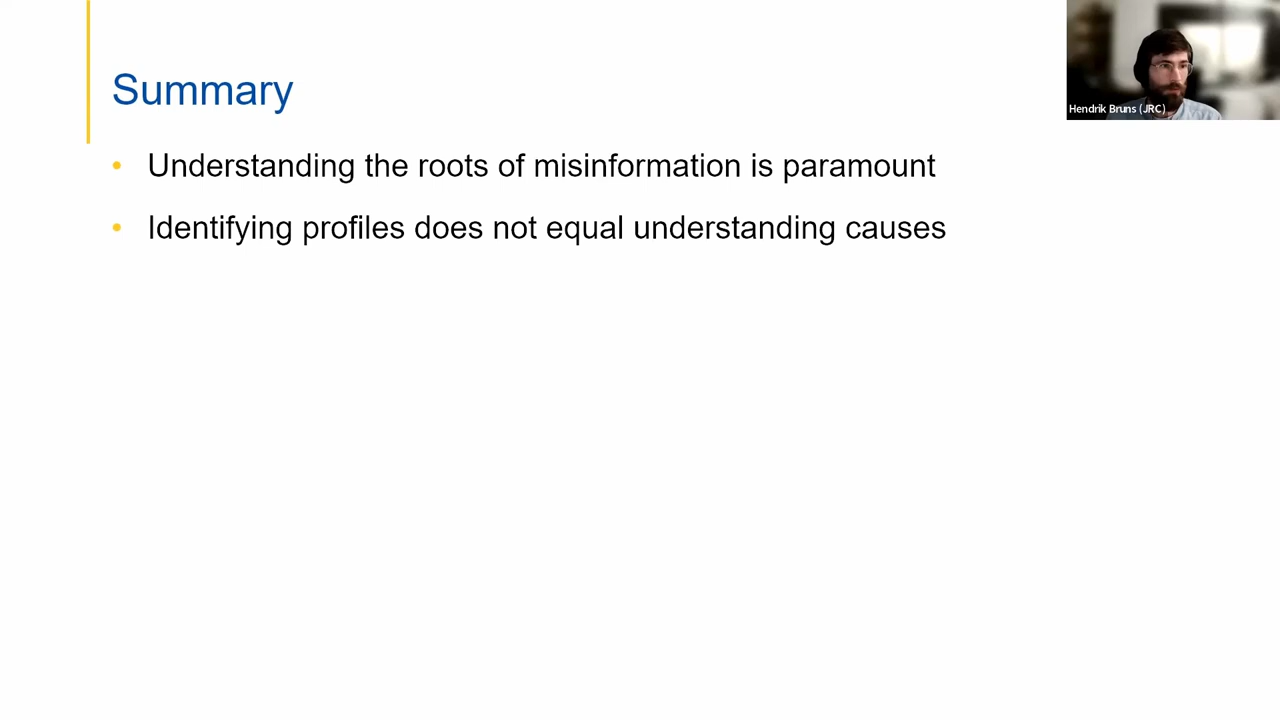 Summary
Hendrik Bruns (JRC)
• Understanding the roots of misinformation is paramount
• Identifying profiles does not equal understanding causes